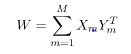 W = \sum_{m=1}^{M} X_m Y_m^T